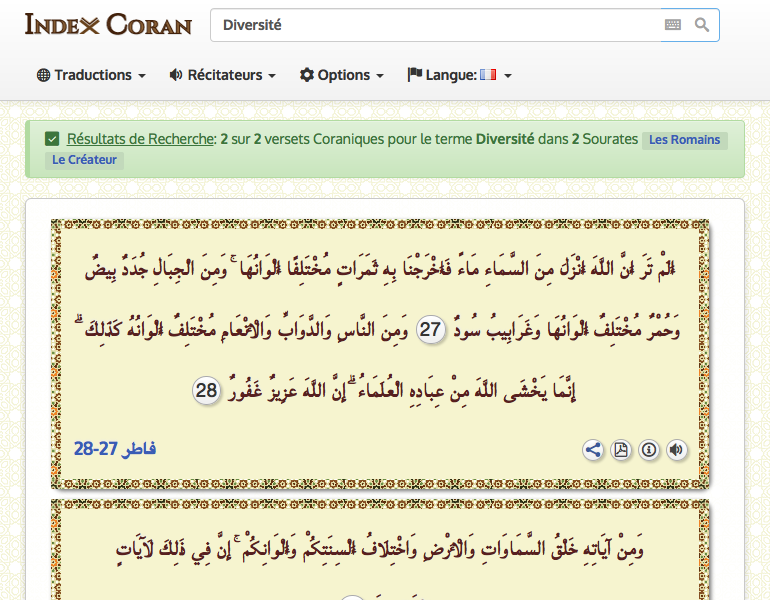 INDEX CORAN
Diversité
Traductions
Récitateurs
Options
Langue:
Résultats de Recherche: 2 sur 2 versets Coraniques pour le terme Diversité dans 2 Sourates Les Romains
Le Créateur
أَلَمْ تَرَ أَنَّ اللَّهَ أَنْزَلَ مِنَ السَّمَاءِ مَاءً فَأَخْرَجْنَا بِهِ ثَمَرَاتٍ مُخْتَلِفًا أَلْوَانُهَا ۚ وَمِنَ الْجِبَالِ جُدَدٌ بِيضٌ
وَحُمْرٌ مُخْتَلِفٌ أَلْوَانُهَا وَغَرَابِيبُ سُودٌ 27 وَمِنَ النَّاسِ وَالدَّوَابِّ وَالْأَنْعَامِ مُخْتَلِفٌ أَلْوَانُهُ كَذَٰلِكَ ۗ
إِنَّمَا يَخْشَى اللَّهَ مِنْ عِبَادِهِ الْعُلَمَاءُ ۗ إِنَّ اللَّهَ عَزِيزٌ غَفُورٌ 28
فاطر 27-28
وَمِنْ آيَاتِهِ خَلْقُ السَّمَاوَاتِ وَالْأَرْضِ وَاخْتِلَافُ أَلْسِنَتِكُمْ وَأَلْوَانِكُمْ ۚ إِنَّ فِي ذَٰلِكَ لَآيَاتٍ